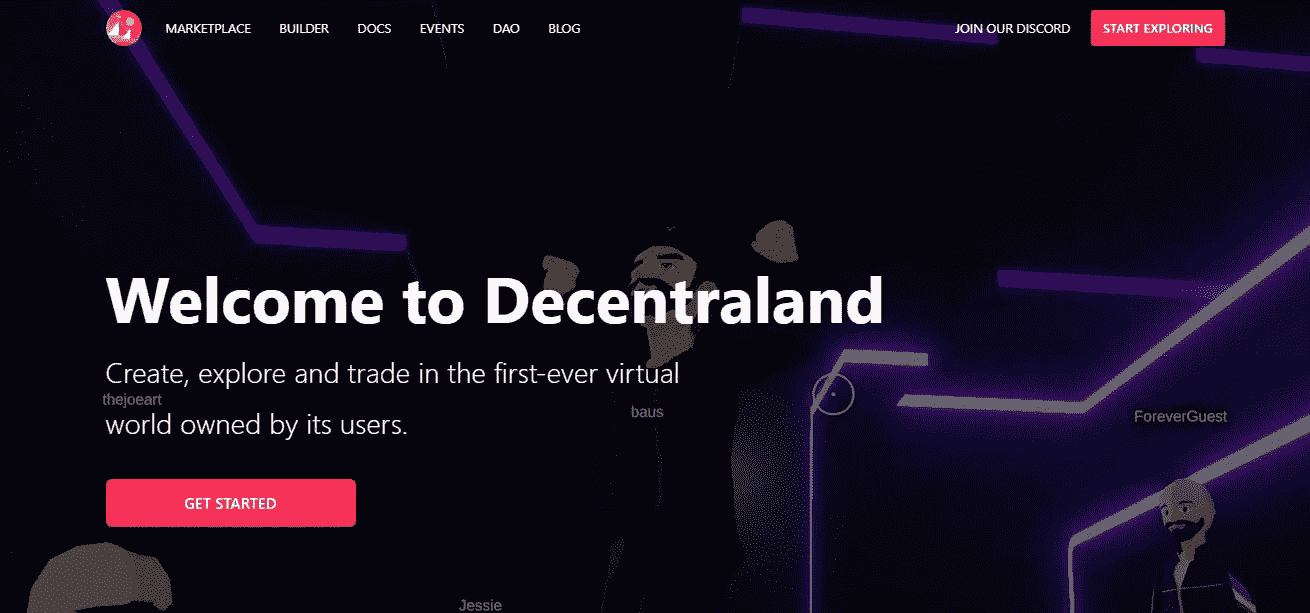 MARKETPLACE BUILDER DOCS EVENTS DAO BLOG JOIN OUR DISCORD START EXPLORING
Welcome to Decentraland
Create, explore and trade in the first-ever virtual
thejoeart
baus
ForeverGuest
world owned by its users.
GET STARTED
Jessie